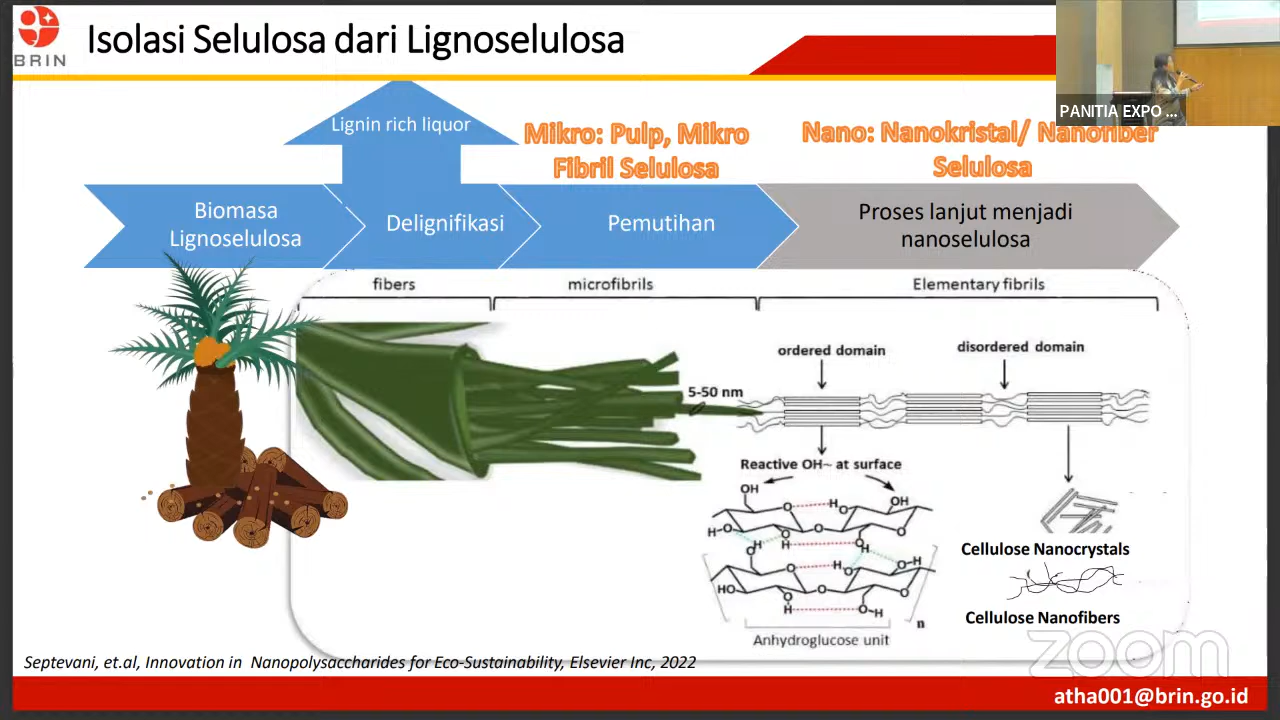 BRIN
Isolasi Selulosa dari Lignoselulosa
PANITIA EXPO ...
Lignin rich liquor
Mikro: Pulp, Mikro
Fibril Selulosa
Nano: Nanokristal/ Nanofiber
Selulosa
Biomasa
Lignoselulosa
Delignifikasi
Pemutihan
Proses lanjut menjadi
nanoselulosa
fibers
microfibrils
Elementary fibrils
ordered domain
disordered domain
5-50 nm
Reactive OH~ at surface
OH
OH
O
H
O
H-O
O
O
H
O
H
O
H
O
O
H
H
O
O-H
HO
O
O
O
H
O-H
n
Anhydroglucose unit
Cellulose Nanocrystals
Cellulose Nanofibers
Septevani, et.al, Innovation in Nanopolysaccharides for Eco-Sustainability, Elsevier Inc, 2022
zoom
atha001@brin.go.id